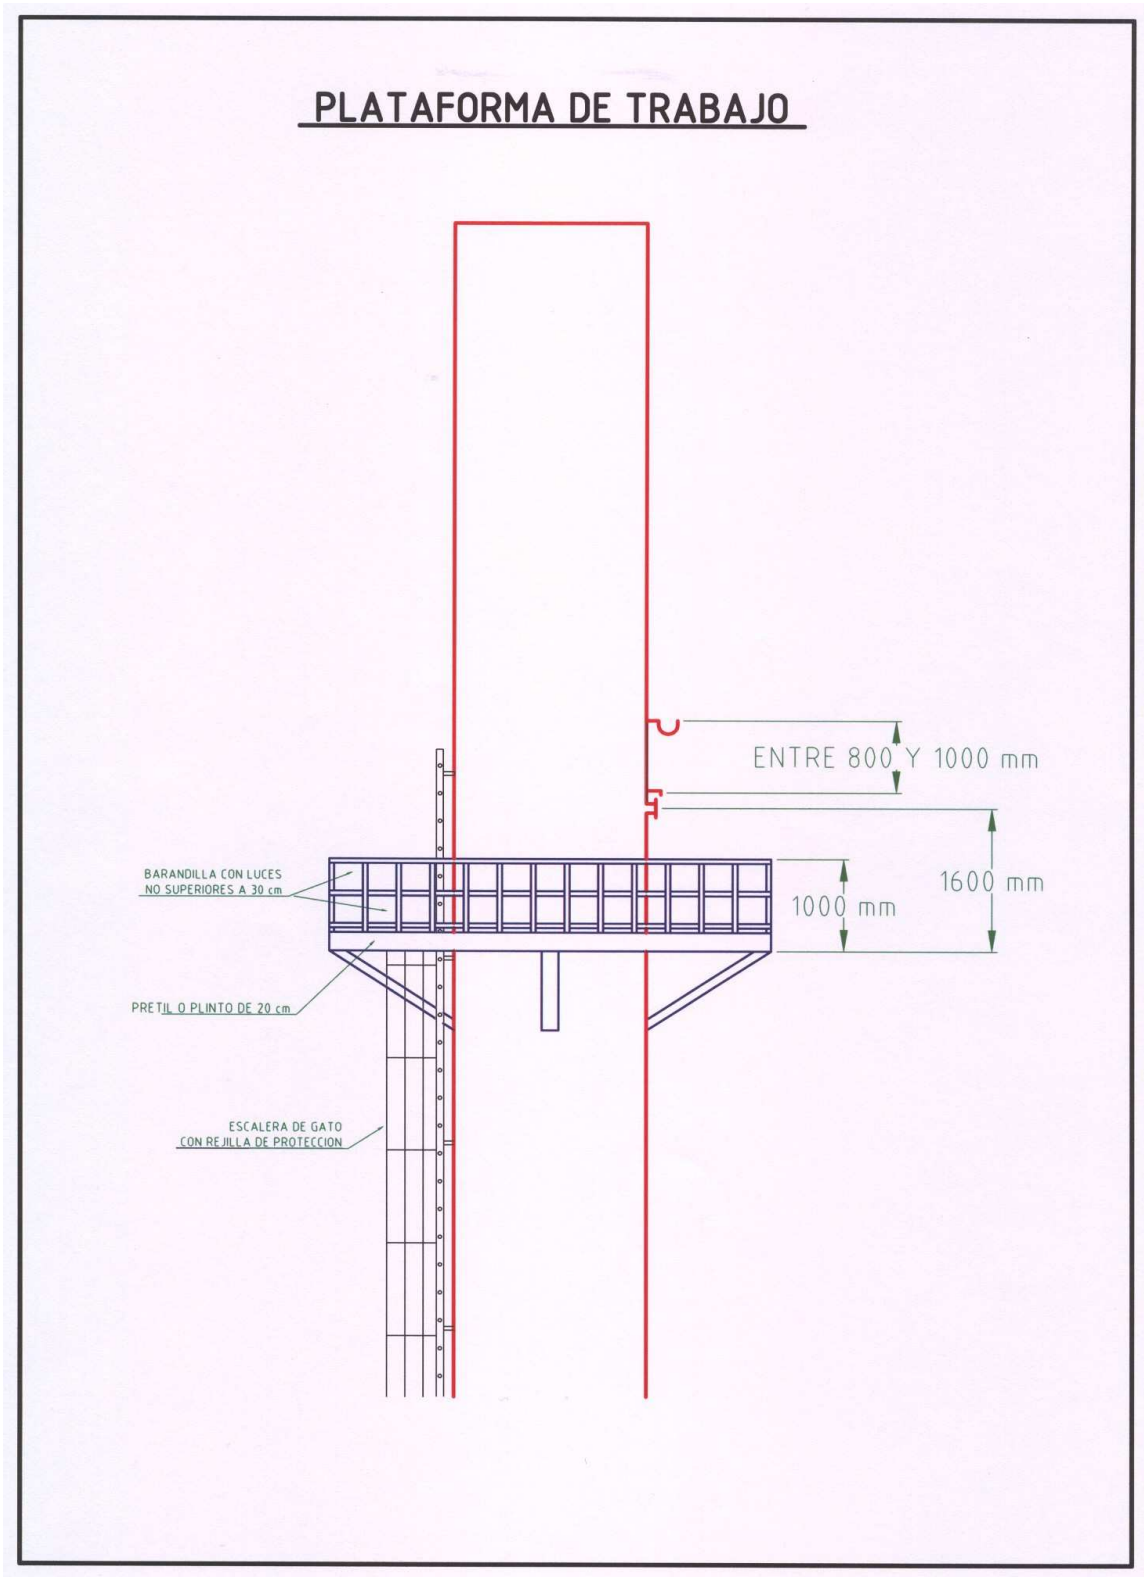 PLATAFORMA DE TRABAJO
ENTRE 800 Y 1000 mm
BARANDILLA CON LUCES
NO SUPERIORES A 30 cm
1000 mm
1600 mm
PRETIL O PLINTO DE 20 cm
ESCALERA DE GATO
CON REJILLA DE PROTECCION